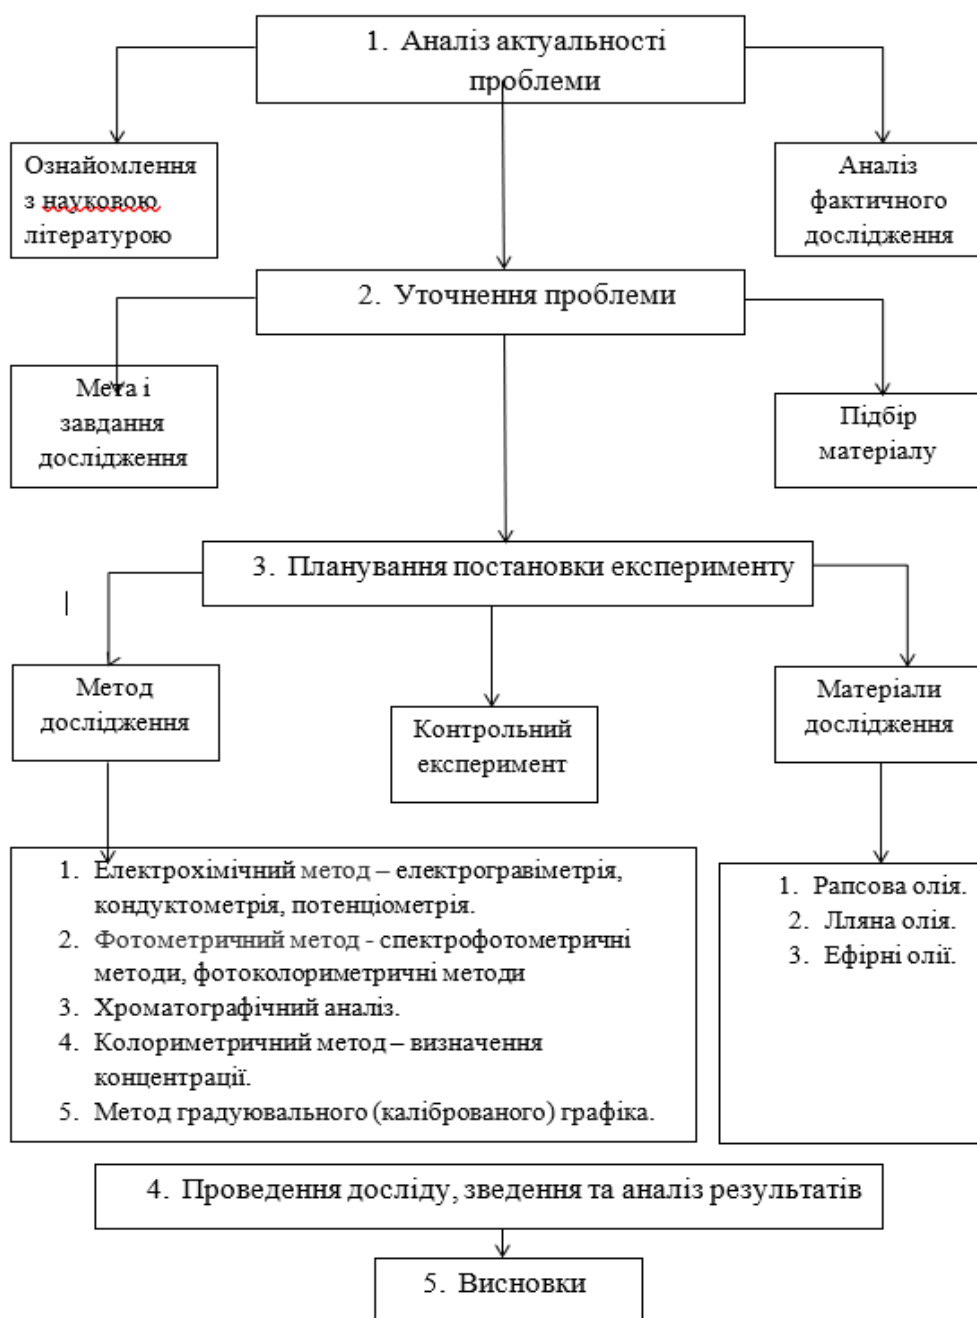 1. Аналіз актуальності
проблеми
Ознайомлення
з науковою
літературою
Аналіз
фактичного
дослідження
2. Уточнення проблеми
Мета і
завдання
дослідження
Підбір
матеріалу
3. Планування постановки експерименту
Метод
дослідження
Контрольний
експеримент
Матеріали
дослідження
1. Електрохімічний метод – електрогравіметрія,
кондуктометрія, потенціометрія.
2. Фотометричний метод - спектрофотометричні
методи, фотоколориметричні методи
3. Хроматографічний аналіз.
4. Колориметричний метод – визначення
концентрації.
5. Метод градуювального (каліброваного) графіка.
1. Рапсова олія.
2. Лляна олія.
3. Ефірні олії.
4. Проведення досліду, зведення та аналіз результатів
5. Висновки